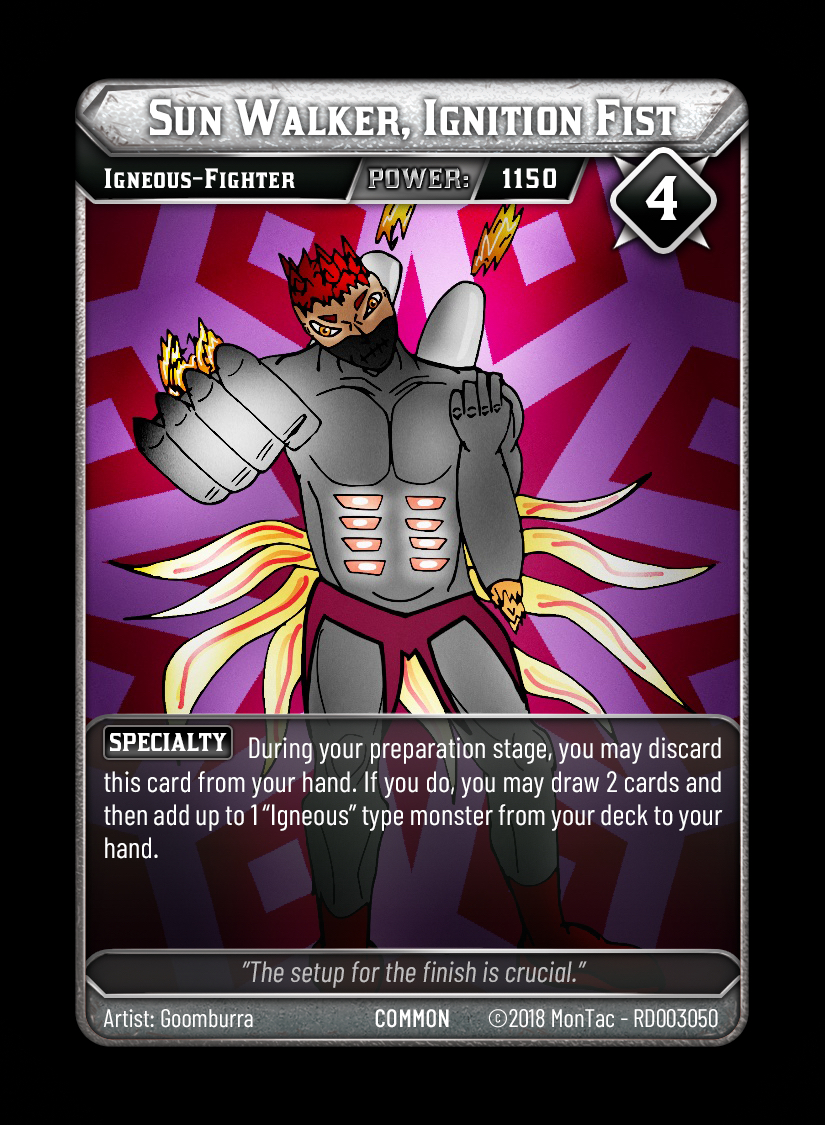 Sun Walker, Ignition Fist
Igneous-Fighter POWER: 1150
4
SPECIALTY During your preparation stage, you may discard
this card from your hand. If you do, you may draw 2 cards and
then add up to 1 “Igneous” type monster from your deck to your
hand.
“The setup for the finish is crucial.”
Artist: Goomburra COMMON ©2018 MonTac - RD003050